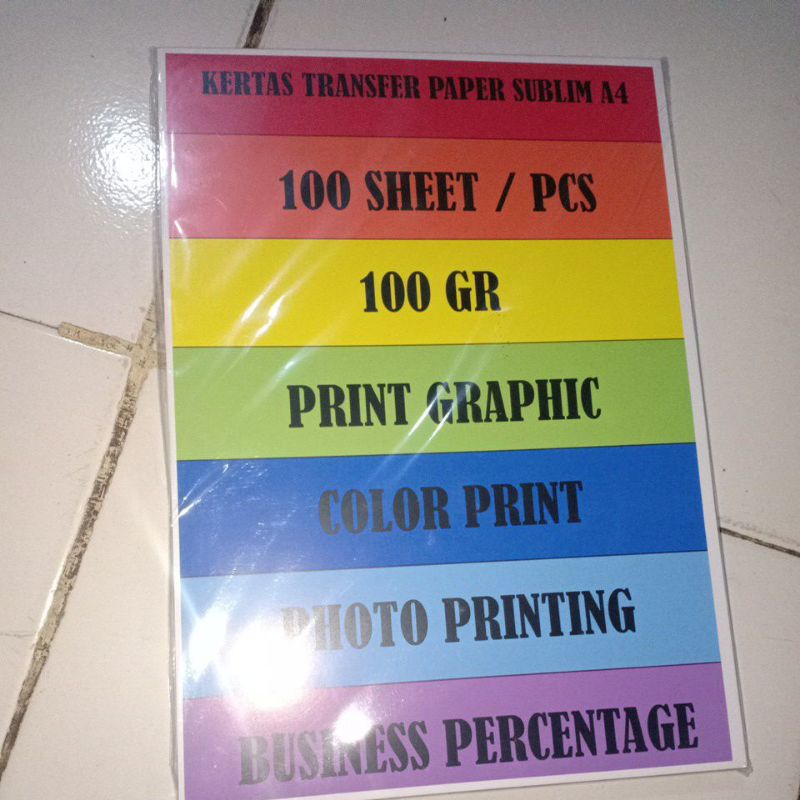 KERTAS TRANSFER PAPER SUBLIM A4
100 SHEET / PCS
100 GR
PRINT GRAPHIC
COLOR PRINT
PHOTO PRINTING
BUSINESS PERCENTAGE